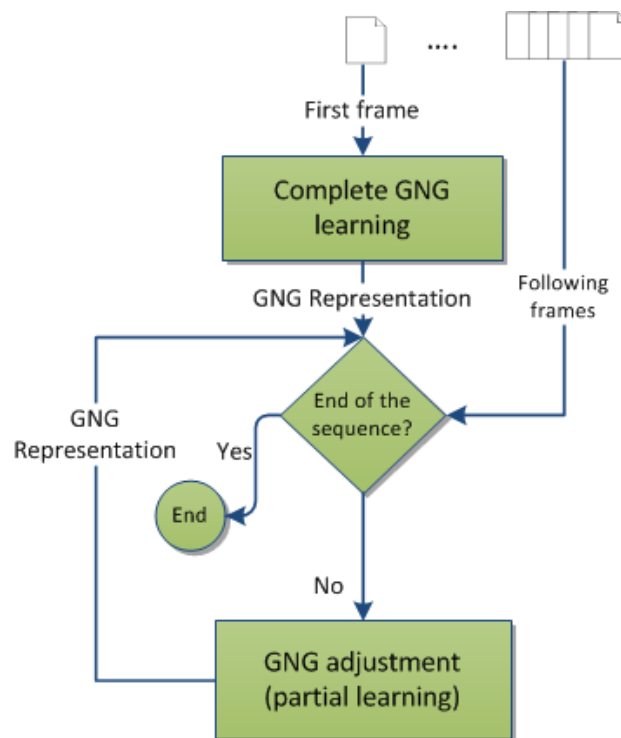 ....
First frame
Complete GNG
learning
GNG Representation
Following
frames
End of the
sequence?
GNG
Representation
Yes
End
No
GNG adjustment
(partial learning)